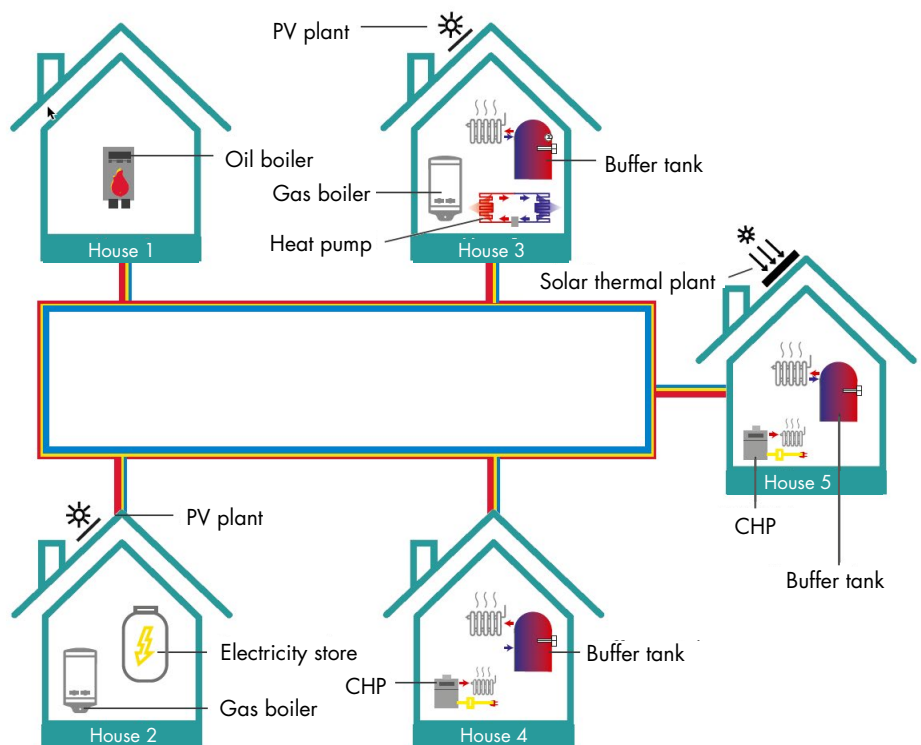 PV plant
Oil boiler
Gas boiler
Heat pump
Buffer tank
House 1
House 3
Solar thermal plant
House 5
CHP
Buffer tank
PV plant
Electricity store
Gas boiler
House 2
CHP
Buffer tank
House 4